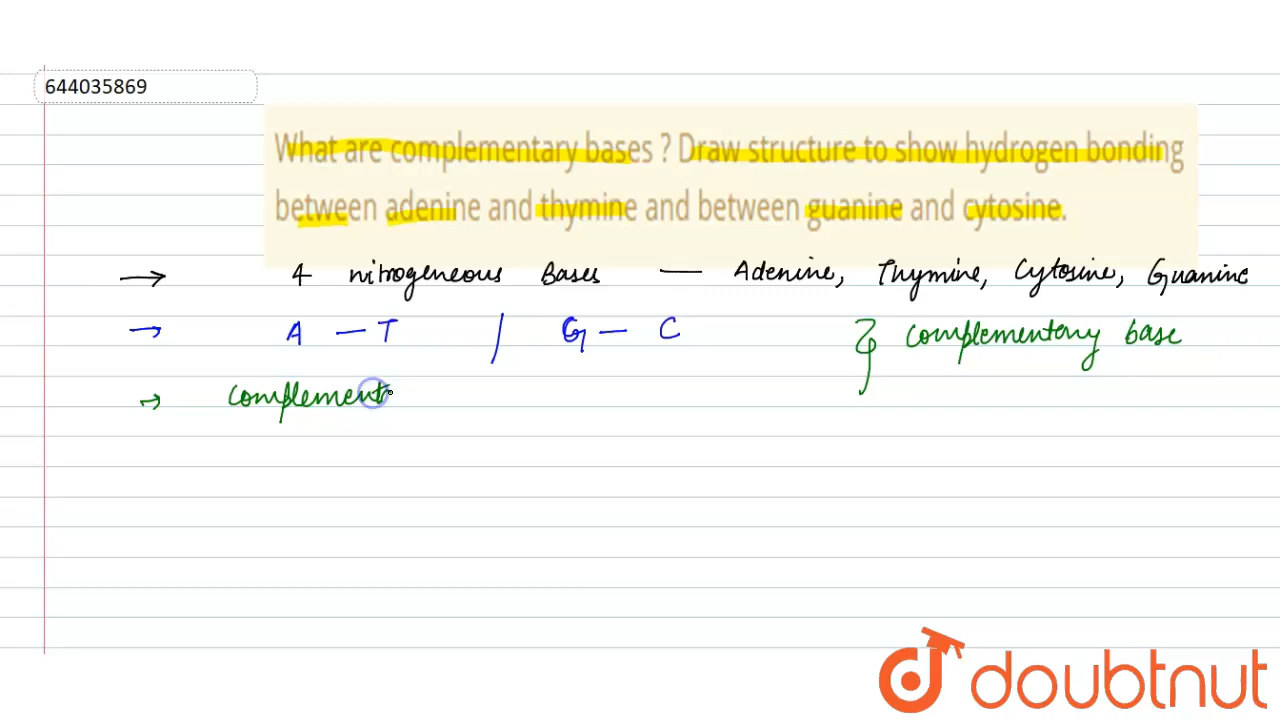 644035869
What are complementary bases ? Draw structure to show hydrogen bonding
between adenine and thymine and between guanine and cytosine.
→ 4 nitrogeneous Bases — Adenine, Thymine, Cytosine, Guanine
→ A — T / G — C } complementary base
→ complement
doubtnut